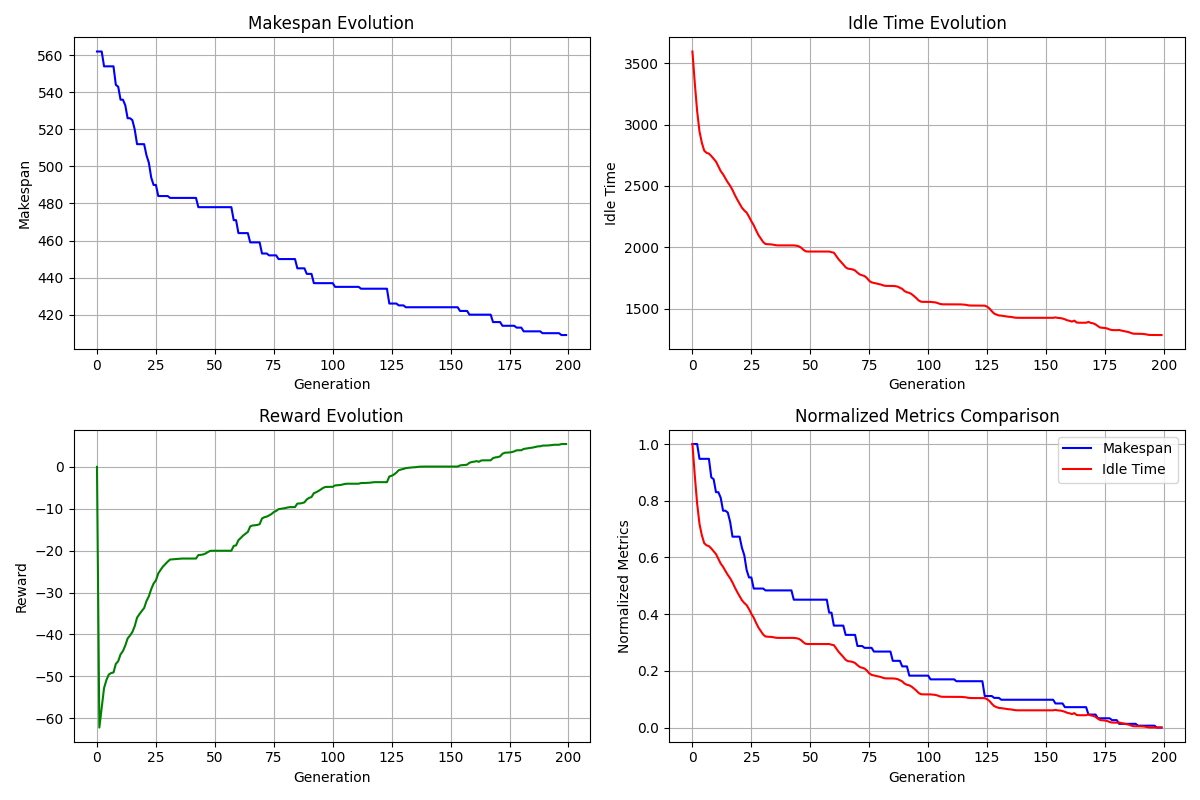 Makespan Evolution
560
540
520
500
480
460
440
420
Makespan
0 25 50 75 100 125 150 175 200
Generation
Idle Time Evolution
3500
3000
2500
2000
1500
Idle Time
0 25 50 75 100 125 150 175 200
Generation
Reward Evolution
0
−10
−20
−30
−40
−50
−60
Reward
0 25 50 75 100 125 150 175 200
Generation
Normalized Metrics Comparison
Makespan
Idle Time
1.0
0.8
0.6
0.4
0.2
0.0
Normalized Metrics
0 25 50 75 100 125 150 175 200
Generation